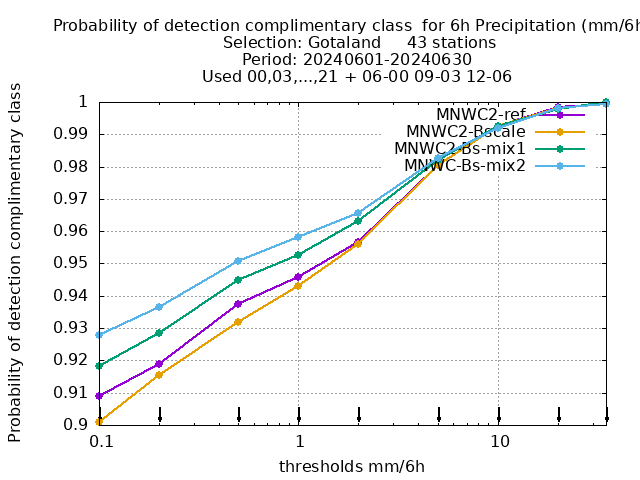 Probability of detection complimentary class  for 6h Precipitation (mm/6h
Selection: Gotaland     43 stations
Period: 20240601-20240630
Used 00,03,...,21 + 06-00 09-03 12-06
Probability of detection complimentary class
1
0.99
0.98
0.97
0.96
0.95
0.94
0.93
0.92
0.91
0.9
MNWC2-ref
MNWC2-Bscale
MNWC2-Bs-mix1
MNWC-Bs-mix2
0.1
1
10
thresholds mm/6h